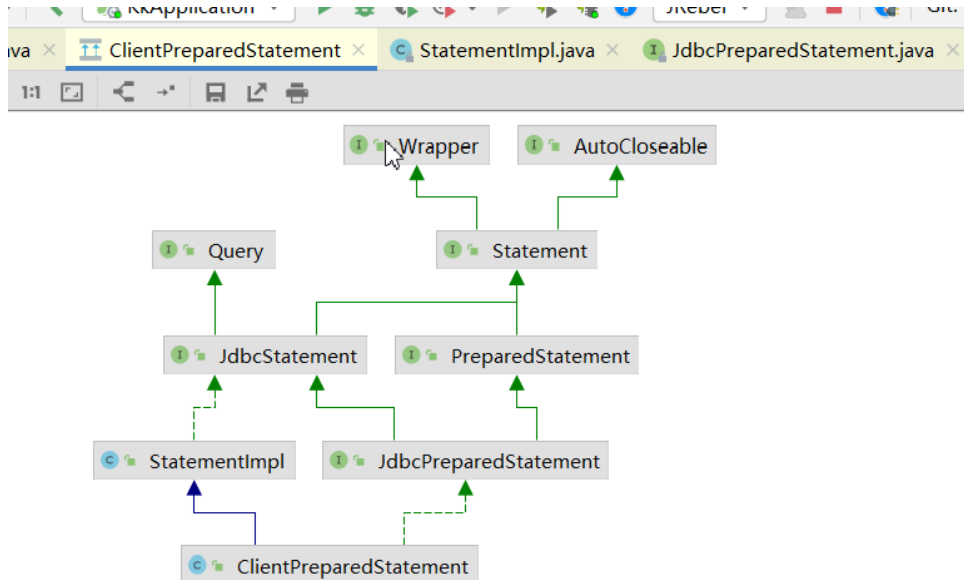 KkApplication JRebel Git:
ava ClientPreparedStatement StatementImpl.java JdbcPreparedStatement.java
1:1
Wrapper AutoCloseable
Query Statement
JdbcStatement PreparedStatement
StatementImpl JdbcPreparedStatement
ClientPreparedStatement